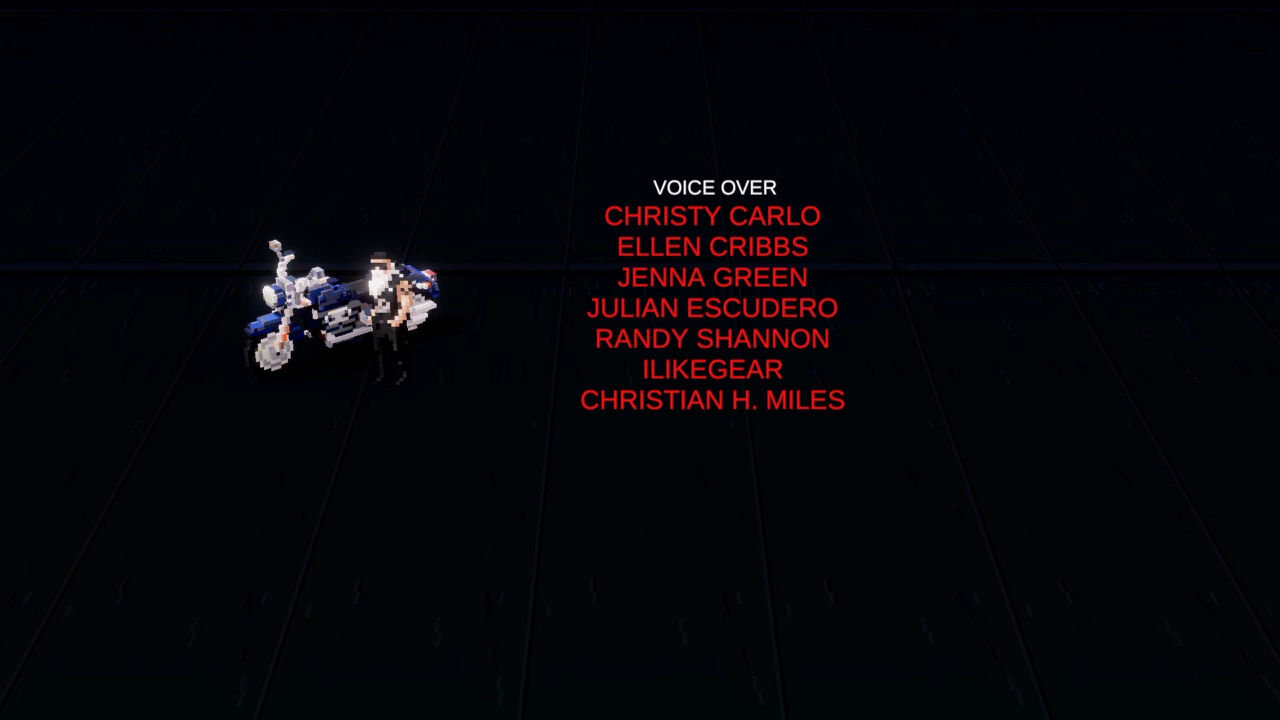 VOICE OVER
CHRISTY CARLO
ELLEN CRIBBS
JENNA GREEN
JULIAN ESCUDERO
RANDY SHANNON
ILIKEGEAR
CHRISTIAN H. MILES